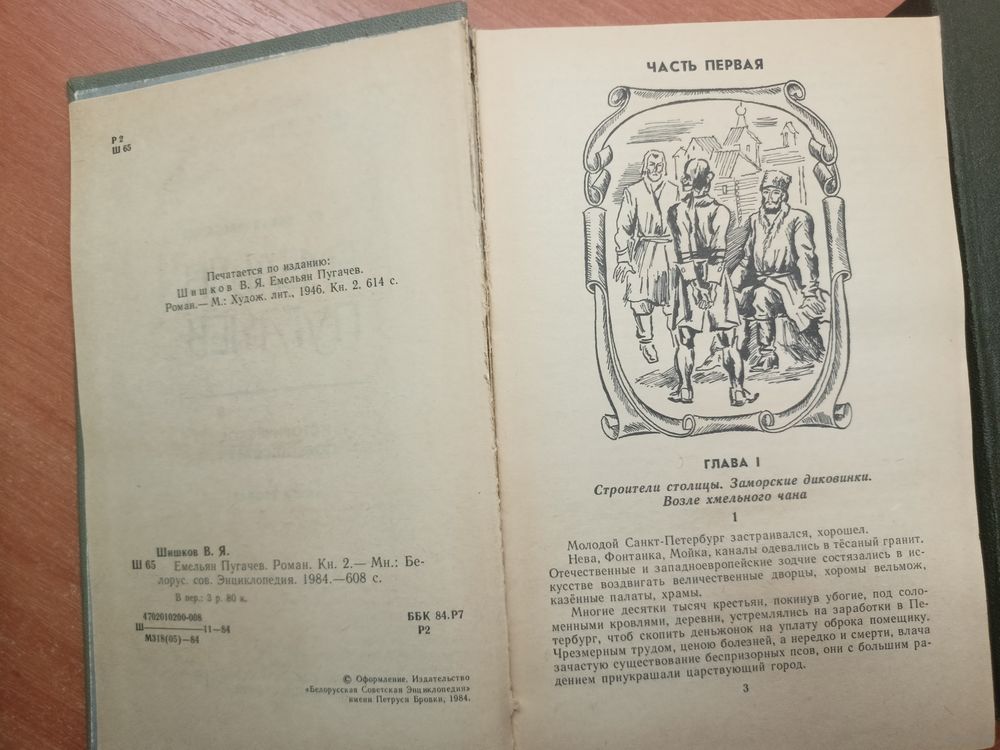 Р 2
Ш 65
Печатается по изданию:
Шишков В. Я. Емельян Пугачев.
Роман.— М.: Худож. лит., 1946. Кн. 2. 614 с.
Шишков В. Я.
Ш 65 Емельян Пугачев. Роман. Кн. 2.— Мн.: Бе-
лорус. сов. Энциклопедия. 1984.—608 с.
В пер.: 3 р. 80 к.
4702010200-008
Ш————11—84
М318(05)—84
ББК 84.Р7
Р2
© Оформление. Издательство
«Белорусская Советская Энциклопедия»
имени Петруся Бровки, 1984.
ЧАСТЬ ПЕРВАЯ
ГЛАВА I
Строители столицы. Заморские диковинки.
Возле хмельного чана
1
Молодой Санкт-Петербург застраивался, хорошел.
Нева, Фонтанка, Мойка, каналы одевались в тёсаный гранит.
Отечественные и западноевропейские зодчие состязались в ис-
кусстве воздвигать величественные дворцы, хоромы вельмож,
казённые палаты, храмы.
Многие десятки тысяч крестьян, покинув убогие, под соло-
менными кровлями, деревни, устремлялись на заработки в Пе-
тербург, чтоб скопить деньжонок на уплату оброка помещику.
Чрезмерным трудом, ценою болезней, а нередко и смерти, влача
зачастую существование беспризорных псов, они с большим ра-
дением приукрашали царствующий город.
3